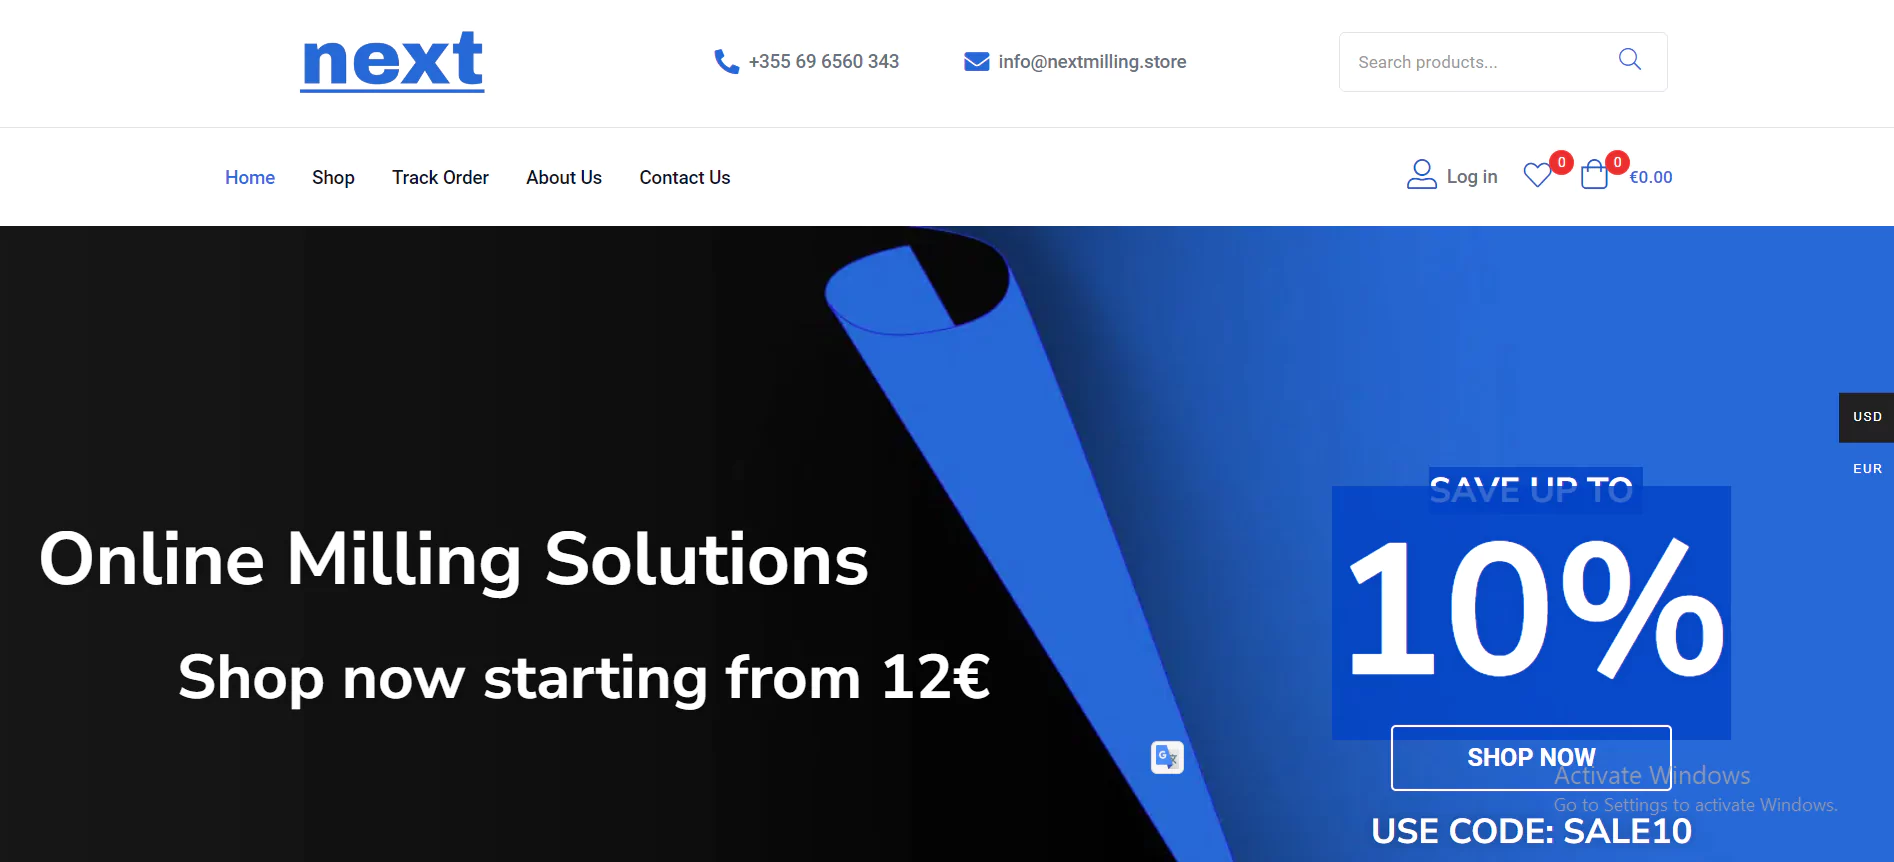 next
+355 69 6560 343
info@nextmilling.store
Search products...
Home
Shop
Track Order
About Us
Contact Us
Log in
0
0
€0.00
USD
EUR
Online Milling Solutions
Shop now starting from 12€
SAVE UP TO
10%
SHOP NOW
USE CODE: SALE10
G 文
Activate Windows
Go to Settings to activate Windows.